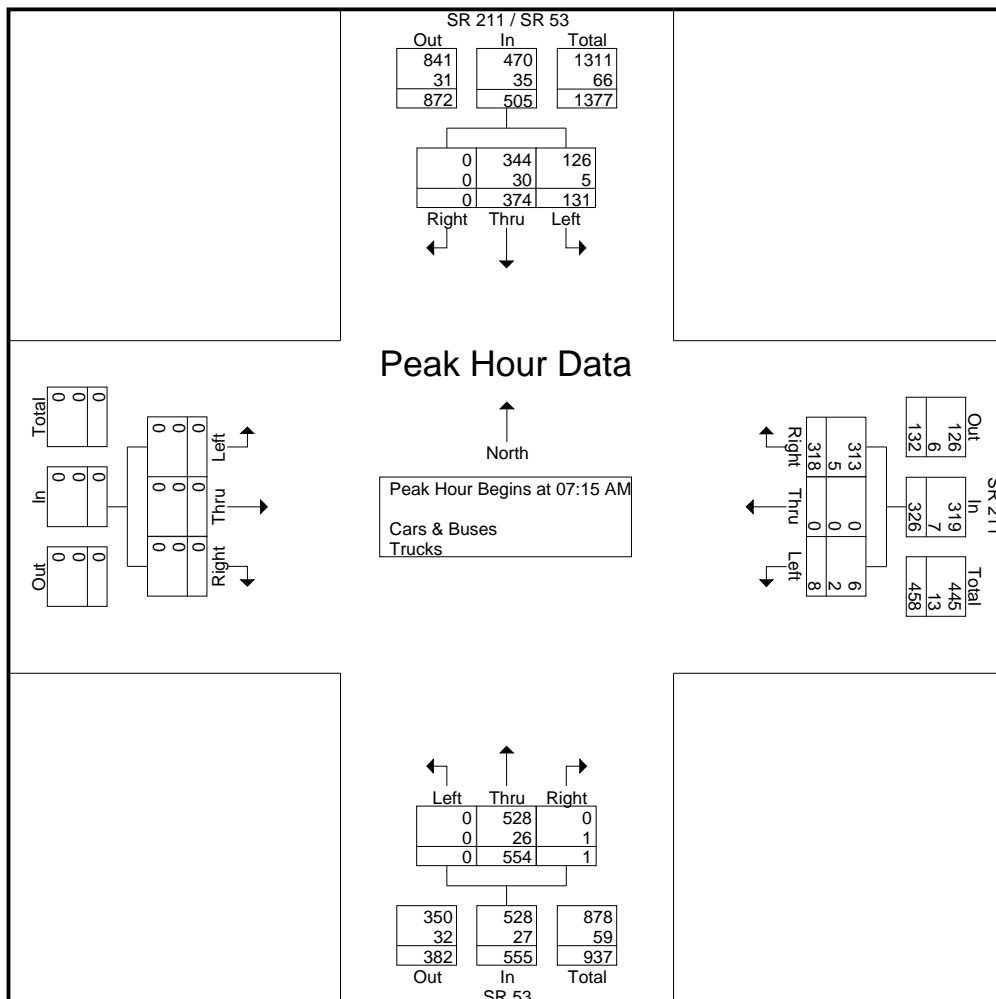 SR 211 / SR 53
Out In Total
841 470 1311
31 35 66
872 505 1377
0 344 126
0 30 5
0 374 131
Right Thru Left
Peak Hour Data
North
Peak Hour Begins at 07:15 AM
Cars & Buses
Trucks
Total
0 0 0
In
0 0 0
Out
0 0 0
Left
0 0 0
Thru
0 0 0
Right
0 0 0
Right
313
5
318
Thru
0
0
0
Left
6
2
8
SR 211
Out
126
6
132
In
319
7
326
Total
445
13
458
Left Thru Right
0 528 0
0 26 1
0 554 1
350 528 878
32 27 59
382 555 937
Out In Total
SR 53